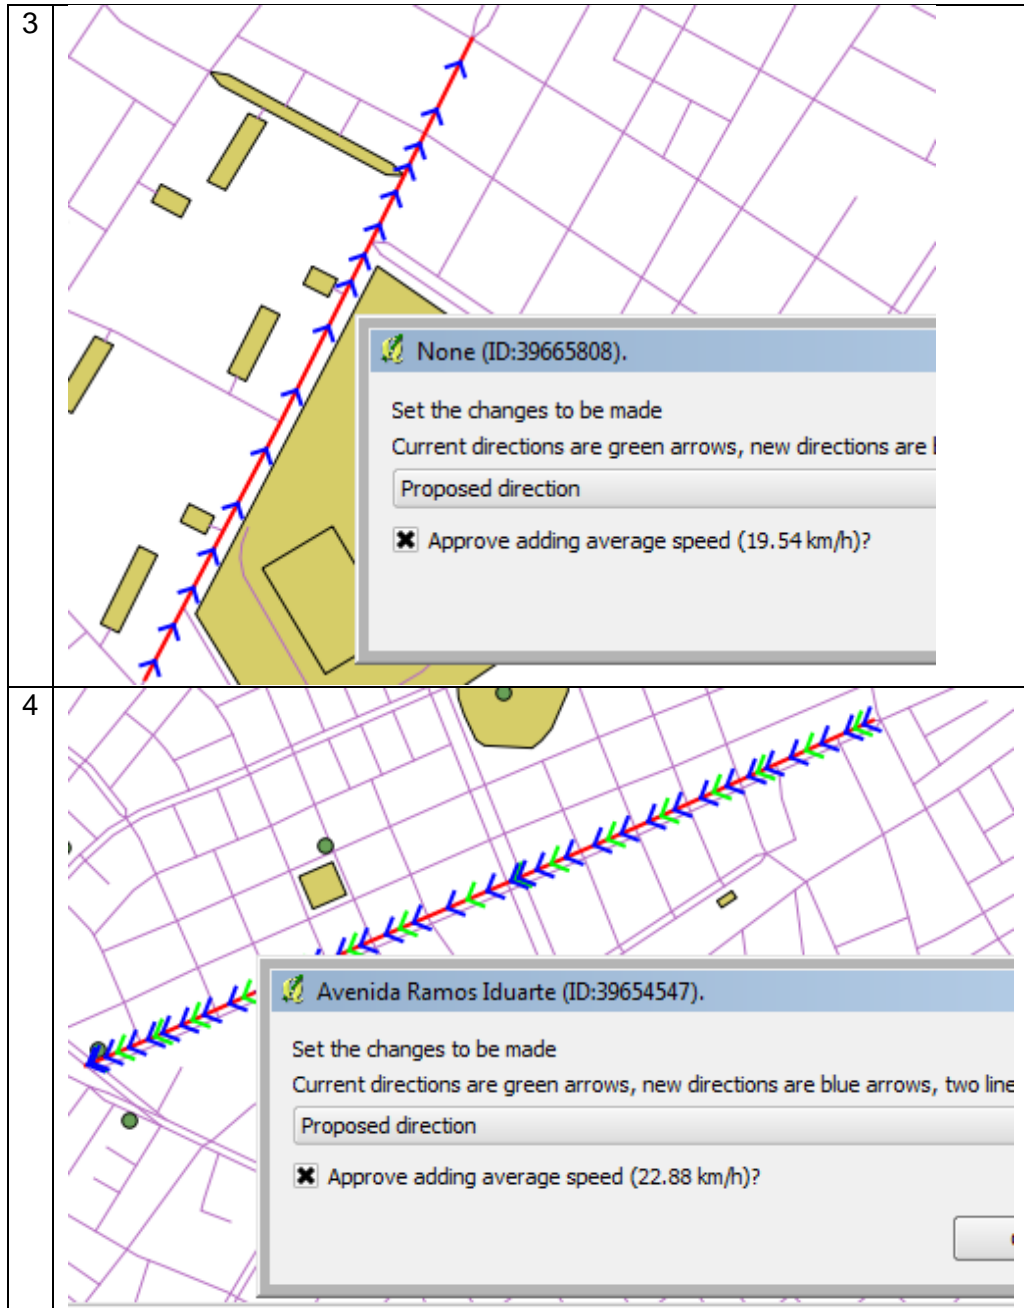 3
None (ID:39665808).
Set the changes to be made
Current directions are green arrows, new directions are
Proposed direction
Approve adding average speed (19.54 km/h)?
4
Avenida Ramos Iduarte (ID:39654547).
Set the changes to be made
Current directions are green arrows, new directions are blue arrows, two line
Proposed direction
Approve adding average speed (22.88 km/h)?